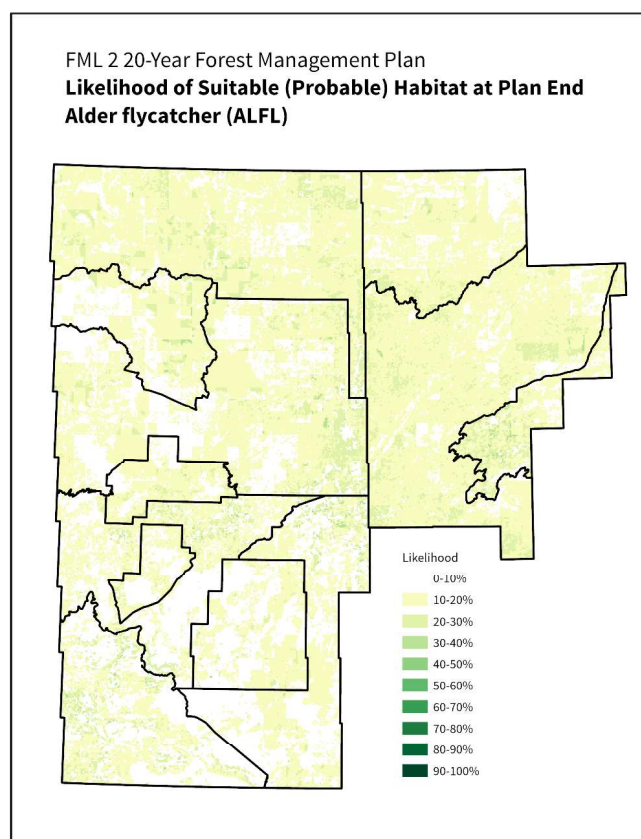 FML 2 20-Year Forest Management Plan
Likelihood of Suitable (Probable) Habitat at Plan End
Alder flycatcher (ALFL)
Likelihood
0-10%
10-20%
20-30%
30-40%
40-50%
50-60%
60-70%
70-80%
80-90%
90-100%